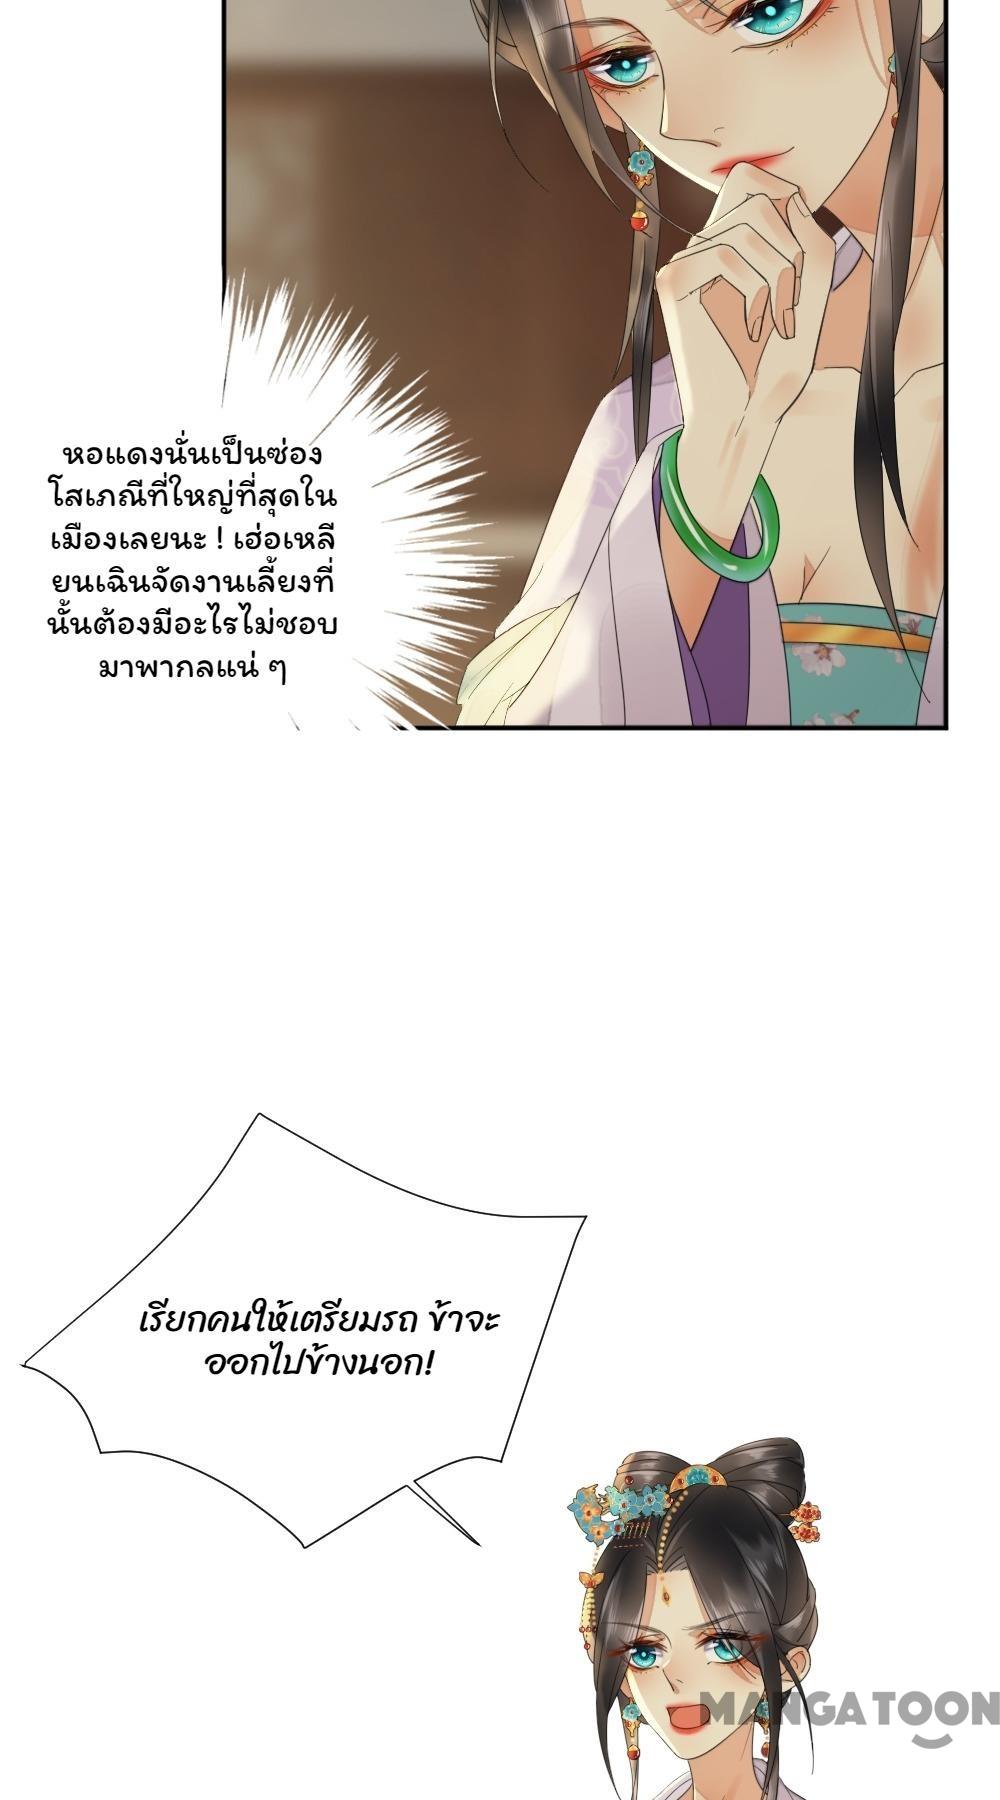 หอแดงนั่นเป็นซ่อง
โสเภณีที่ใหญ่ที่สุดใน
เมืองเลยนะ ! เฮ่อเหลี
ยนเฉินจัดงานเลี้ยงที่
นั้นต้องมีอะไรไม่ชอบ
มาพากลแน่ ๆ
เรียกคนให้เตรียมรถ ข้าจะ
ออกไปข้างนอก!
MANGATOON